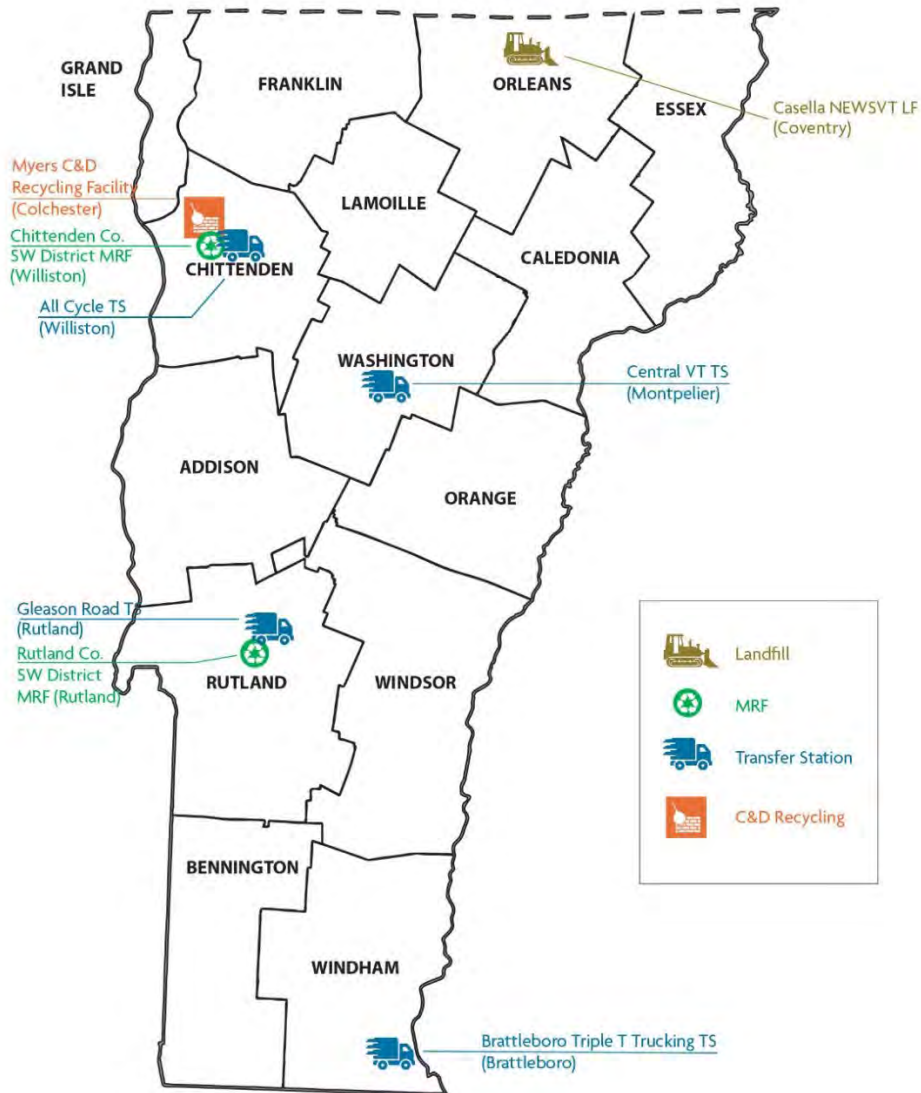 GRAND
ISLE
FRANKLIN
ORLEANS
ESSEX
Casella NEWSVT LF
(Coventry)
Myers C&D
Recycling Facility
(Colchester)
LAMOILLE
Chittenden Co.
SW District MRF
(Williston)
CHITTENDEN
CALEDONIA
All Cycle TS
(Williston)
WASHINGTON
Central VT TS
(Montpelier)
ADDISON
ORANGE
Gleason Road TS
(Rutland)
Rutland Co.
SW District
MRF (Rutland)
RUTLAND
WINDSOR
Landfill
MRF
Transfer Station
C&D Recycling
BENNINGTON
WINDHAM
Brattleboro Triple T Trucking TS
(Brattleboro)